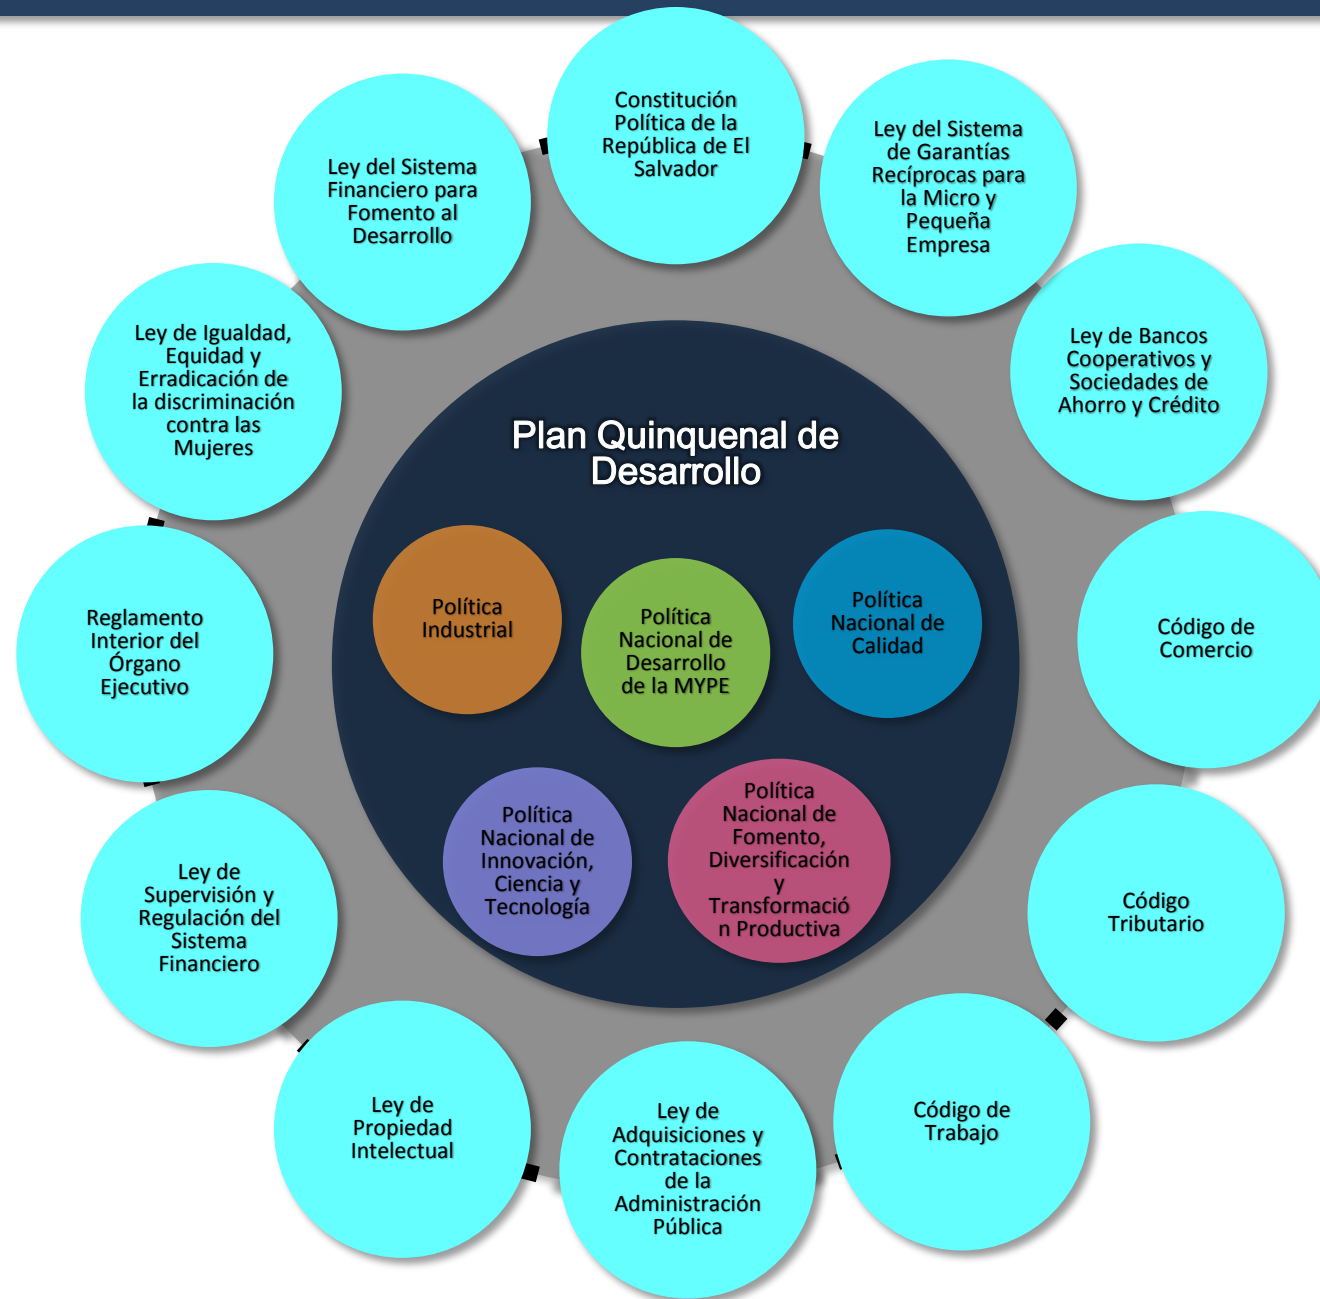 Constitución
Política de la
República de El
Salvador
Ley del Sistema
de Garantías
Recíprocas para
la Micro y
Pequeña
Empresa
Ley de Bancos
Cooperativos y
Sociedades de
Ahorro y Crédito
Código de
Comercio
Código
Tributario
Código de
Trabajo
Ley de
Adquisiciones y
Contrataciones
de la
Administración
Pública
Ley de
Propiedad
Intelectual
Ley de
Supervisión y
Regulación del
Sistema
Financiero
Reglamento
Interior del
Órgano
Ejecutivo
Ley de Igualdad,
Equidad y
Erradicación de
la discriminación
contra las
Mujeres
Ley del Sistema
Financiero para
Fomento al
Desarrollo
Plan Quinquenal de
Desarrollo
Política
Industrial
Política
Nacional de
Desarrollo
de la MYPE
Política
Nacional de
Calidad
Política
Nacional de
Innovación,
Ciencia y
Tecnología
Política
Nacional de
Fomento,
Diversificación
y
Transformació
n Productiva